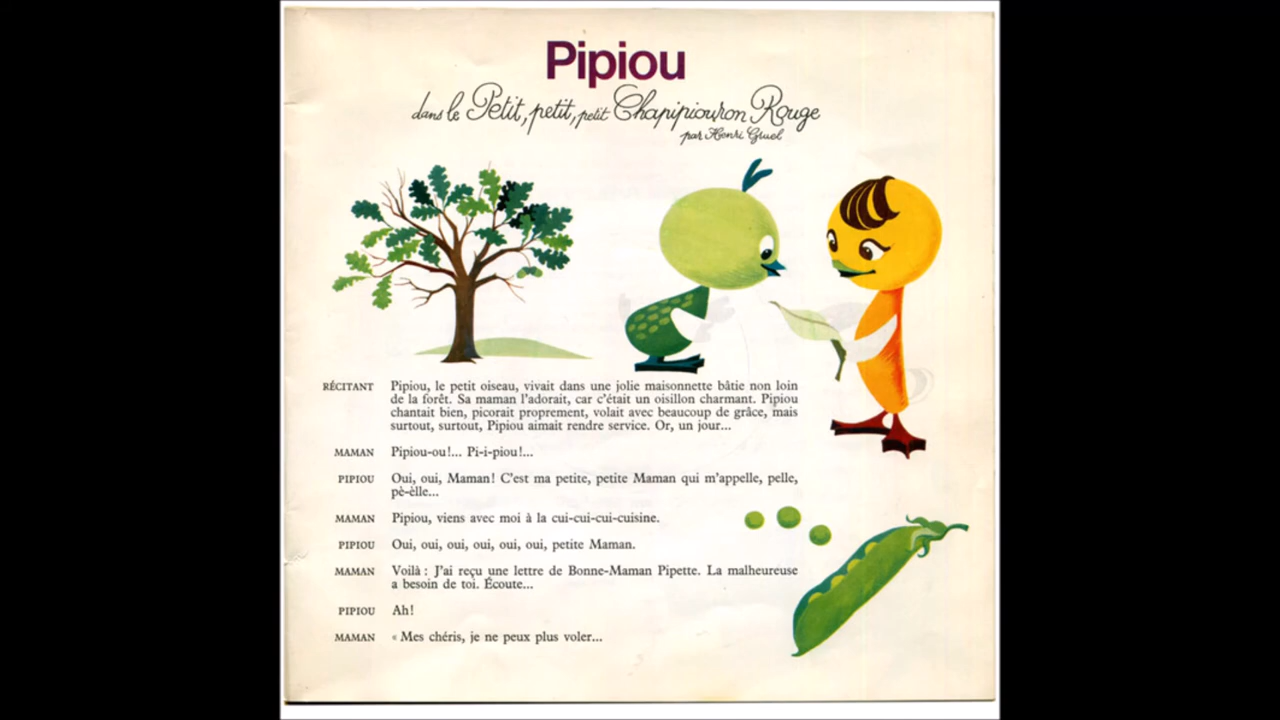 Pipiou
dans le Petit, petit, petit Chapipiouron Rouge
par Henri Gruel
RÉCITANT Pipiou, le petit oiseau, vivait dans une jolie maisonnette bâtie non loin
de la forêt. Sa maman l'adorait, car c'était un oisillon charmant. Pipiou
chantait bien, picorait proprement, volait avec beaucoup de grâce, mais
surtout, surtout, Pipiou aimait rendre service. Or, un jour...
MAMAN Pipiou-ou!... Pi-i-piou!...
PIPIOU Oui, oui, Maman! C'est ma petite, petite Maman qui m'appelle, pelle,
pè-èlle...
MAMAN Pipiou, viens avec moi à la cui-cui-cui-cuisine.
PIPIOU Oui, oui, oui, oui, oui, oui, petite Maman.
MAMAN Voilà : J'ai reçu une lettre de Bonne-Maman Pipette. La malheureuse
a besoin de toi. Écoute...
PIPIOU Ah!
MAMAN « Mes chéris, je ne peux plus voler...